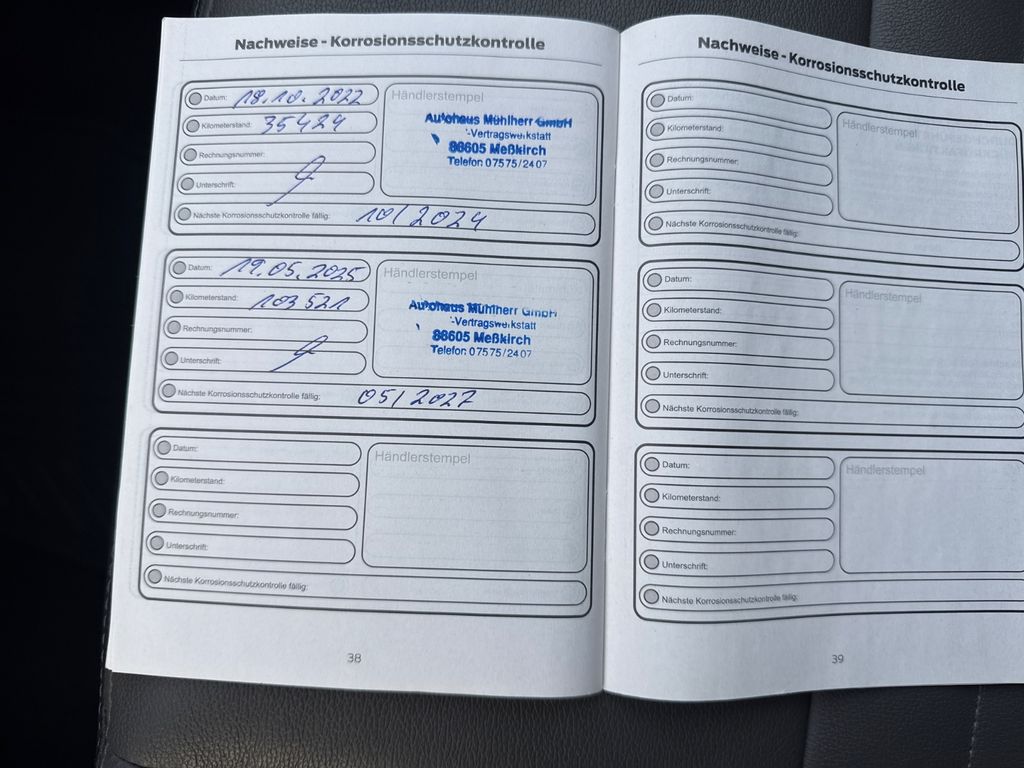 Nachweise - Korrosionsschutzkontrolle
Datum: 18.10.2022
Kilometerstand: 35424
Rechnungsnummer:
Unterschrift:
Nächste Korrosionsschutzkontrolle fällig: 10/2024
Händlerstempel
Autohaus Mühlherr GmbH
-Vertragswerkstatt
88605 Meßkirch
Telefon 07575/2407
Datum: 19.05.2025
Kilometerstand: 103521
Rechnungsnummer:
Unterschrift:
Nächste Korrosionsschutzkontrolle fällig: 05/2027
Händlerstempel
Autohaus Mühlherr GmbH
-Vertragswerkstatt
88605 Meßkirch
Telefon 07575/2407
Datum:
Kilometerstand:
Rechnungsnummer:
Unterschrift:
Nächste Korrosionsschutzkontrolle fällig:
Händlerstempel
38
Nachweise - Korrosionsschutzkontrolle
Datum:
Kilometerstand:
Rechnungsnummer:
Unterschrift:
Nächste Korrosionsschutzkontrolle fällig:
Händlerstempel
Datum:
Kilometerstand:
Rechnungsnummer:
Unterschrift:
Nächste Korrosionsschutzkontrolle fällig:
Händlerstempel
Datum:
Kilometerstand:
Rechnungsnummer:
Unterschrift:
Nächste Korrosionsschutzkontrolle fällig:
Händlerstempel
39